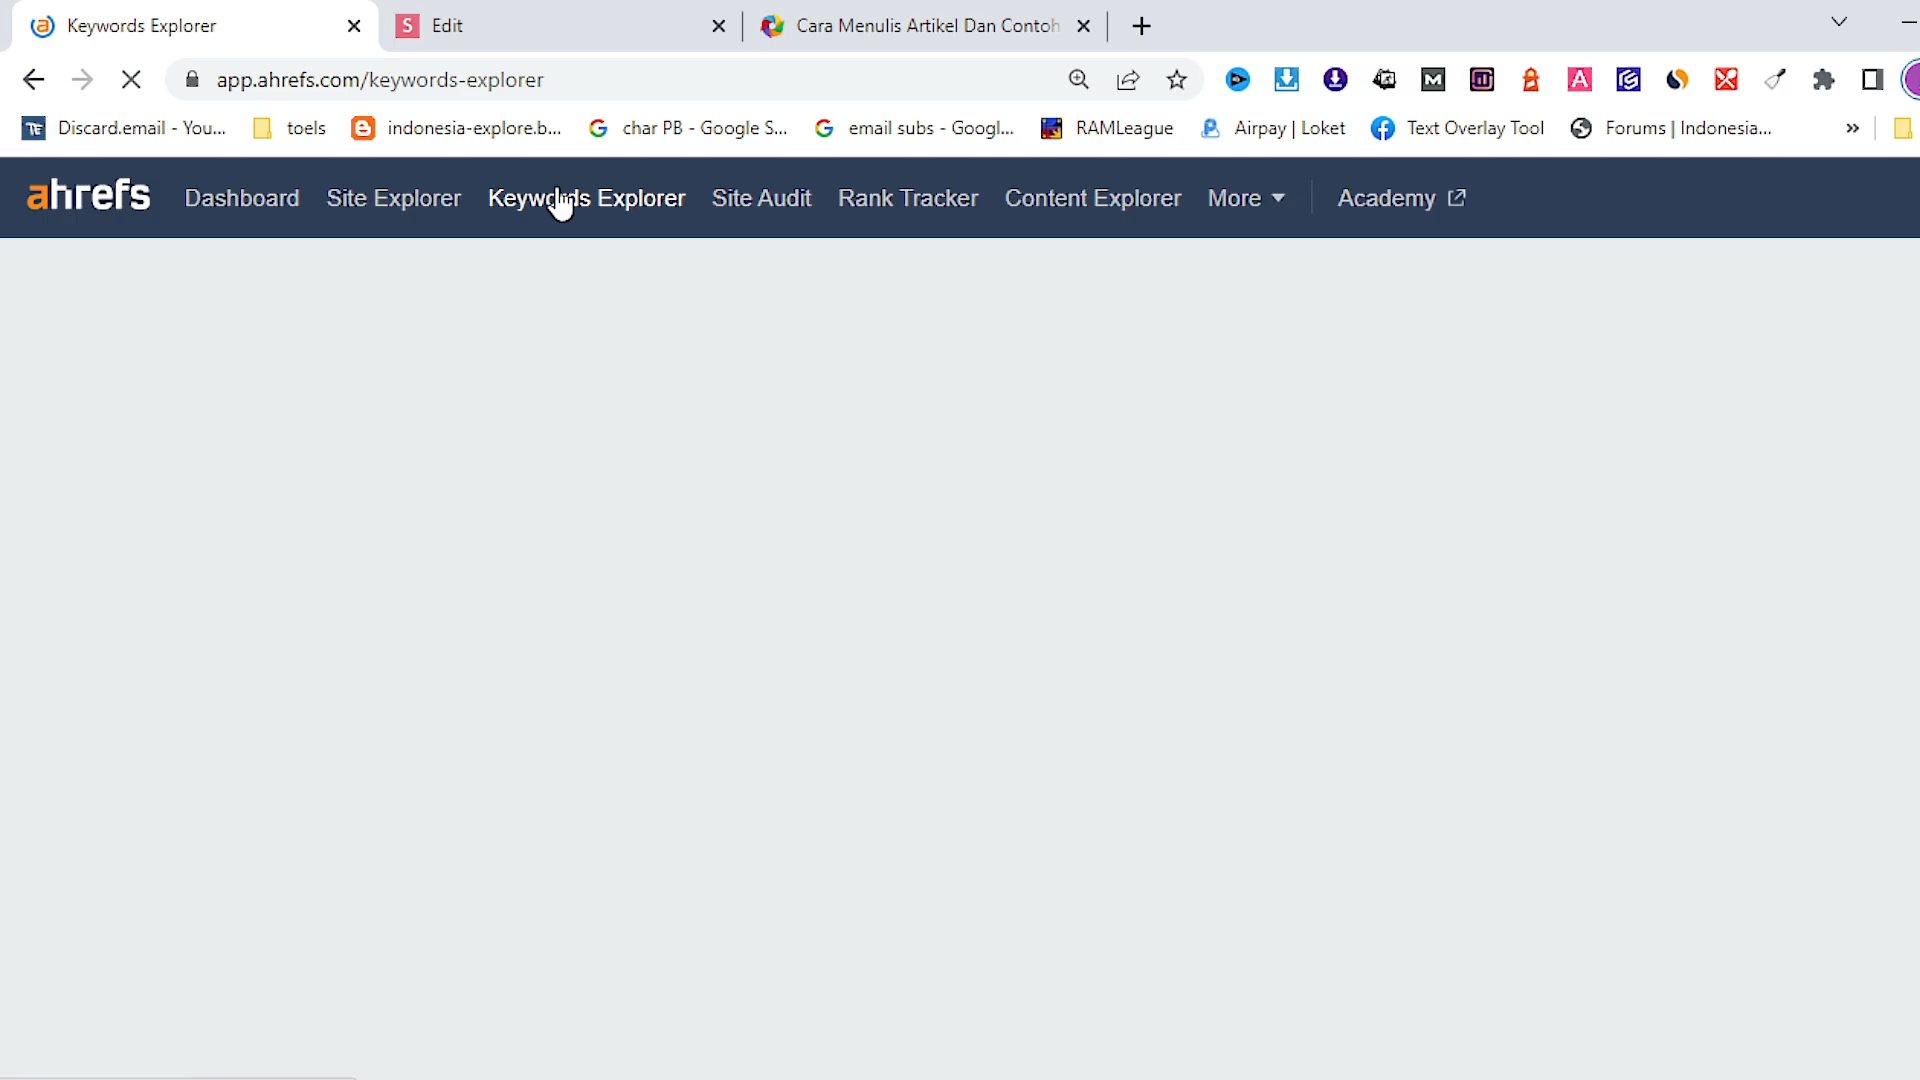 Keywords Explorer
S Edit
Cara Menulis Artikel Dan Contoh
app.ahrefs.com/keywords-explorer
TE Discard.email - You...
toels
indonesia-explore.b...
char PB - Google S...
email subs - Googl...
RAMLeague
Airpay | Loket
Text Overlay Tool
Forums | Indonesia...
»
ahrefs
Dashboard
Site Explorer
Keywords Explorer
Site Audit
Rank Tracker
Content Explorer
More
Academy